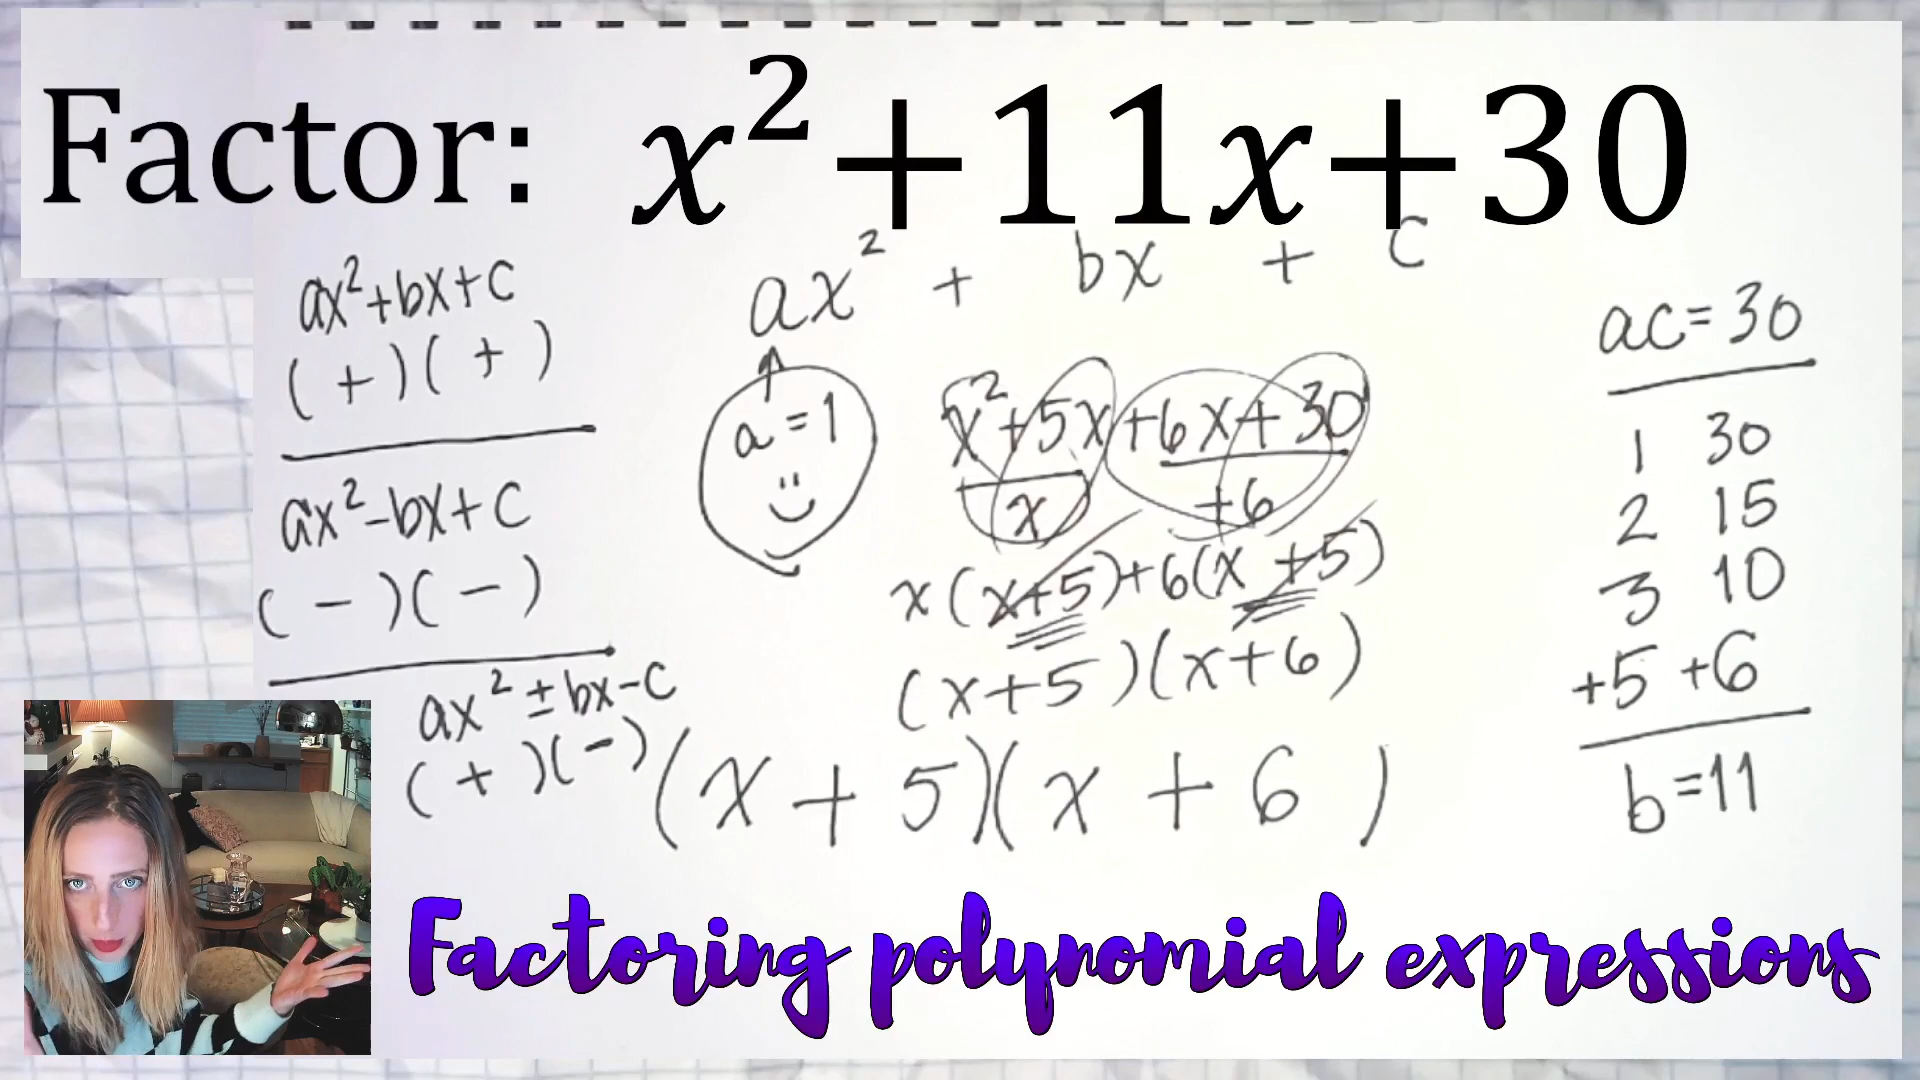 Factor: x²+11x+30
ax² + bx + c
ax²+bx+c
( + )( + )
ax²-bx+c
( - )( - )
ax² ± bx-c
( + )( - )
a = 1
x²+5x+6x+30
x +6
x(x+5)+6(x+5)
(x+5)(x+6)
(x + 5)(x + 6 )
ac=30
1 30
2 15
3 10
+5 +6
b=11
Factoring polynomial expressions